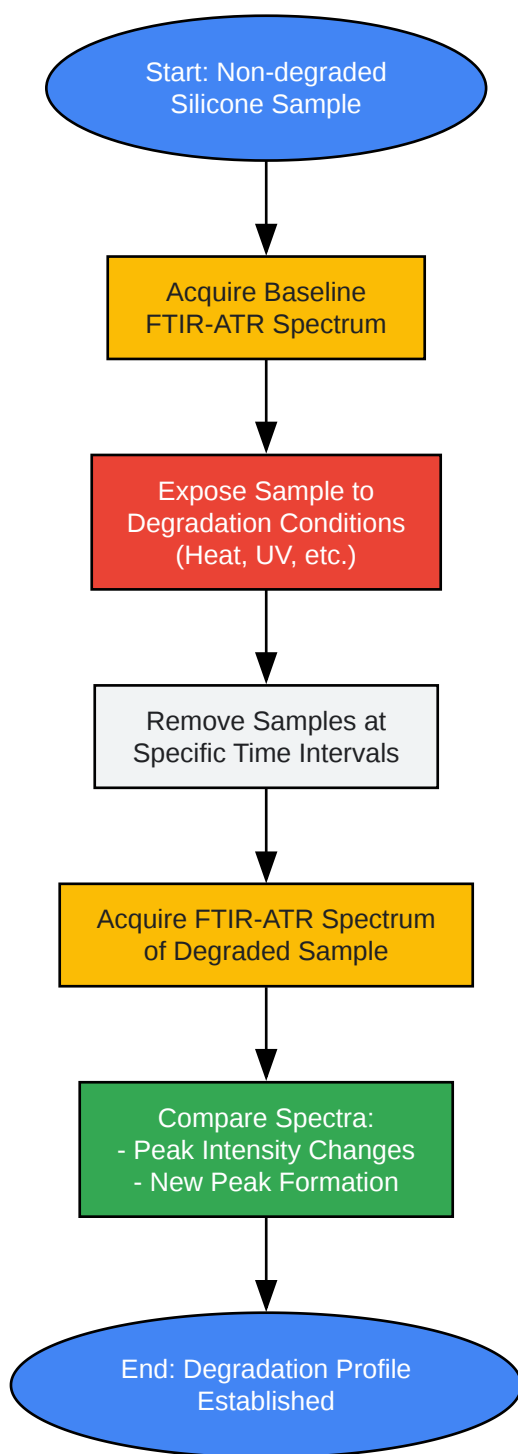 Start: Non-degraded
Silicone Sample
Acquire Baseline
FTIR-ATR Spectrum
Expose Sample to
Degradation Conditions
(Heat, UV, etc.)
Remove Samples at
Specific Time Intervals
Acquire FTIR-ATR Spectrum
of Degraded Sample
Compare Spectra:
- Peak Intensity Changes
- New Peak Formation
End: Degradation Profile
Established